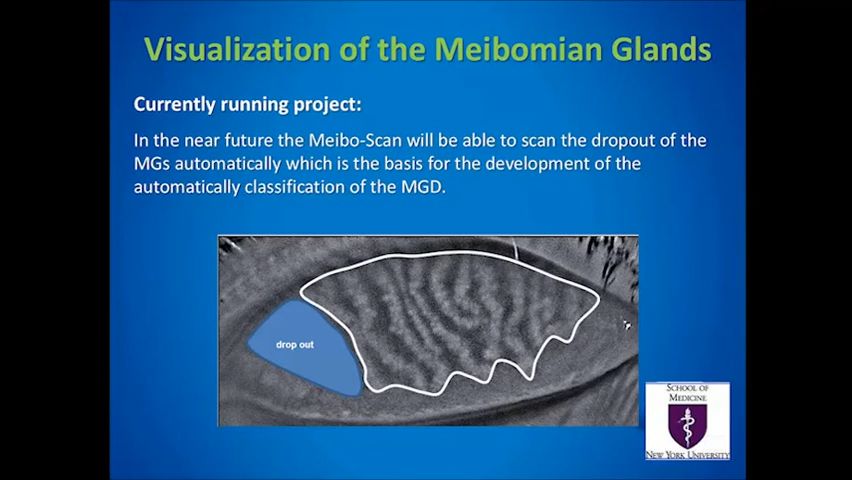 Visualization of the Meibomian Glands
Currently running project:
In the near future the Meibo-Scan will be able to scan the dropout of the
MGs automatically which is the basis for the development of the
automatically classification of the MGD.
drop out
SCHOOL OF
MEDICINE
NEW YORK UNIVERSITY